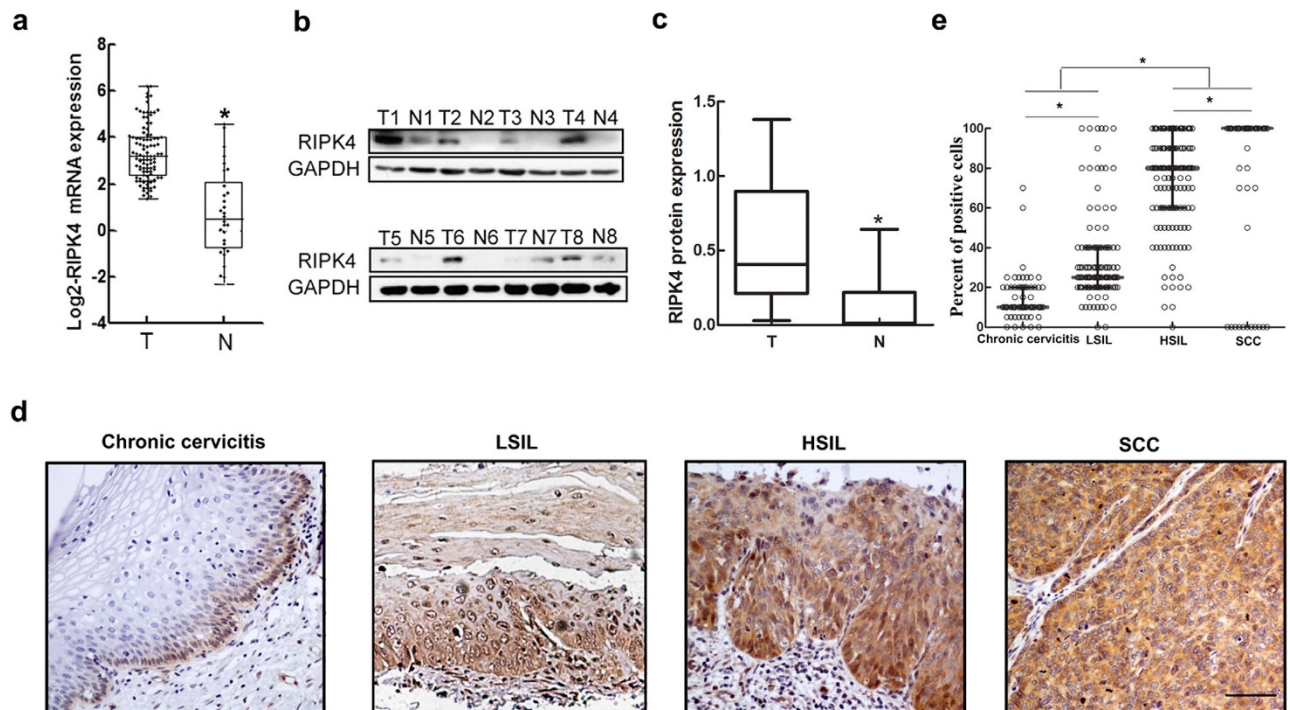 a
Log2-RIPK4 mRNA expression
8
6
4
2
0
-2
-4
*
T N
b
T1 N1 T2 N2 T3 N3 T4 N4
RIPK4
GAPDH
T5 N5 T6 N6 T7 N7 T8 N8
RIPK4
GAPDH
c
RIPK4 protein expression
1.5
1.0
0.5
0.0
*
T N
e
*
* *
Percent of positive cells
100
80
60
40
20
0
Chronic cervicitis LSIL HSIL SCC
d
Chronic cervicitis LSIL HSIL SCC